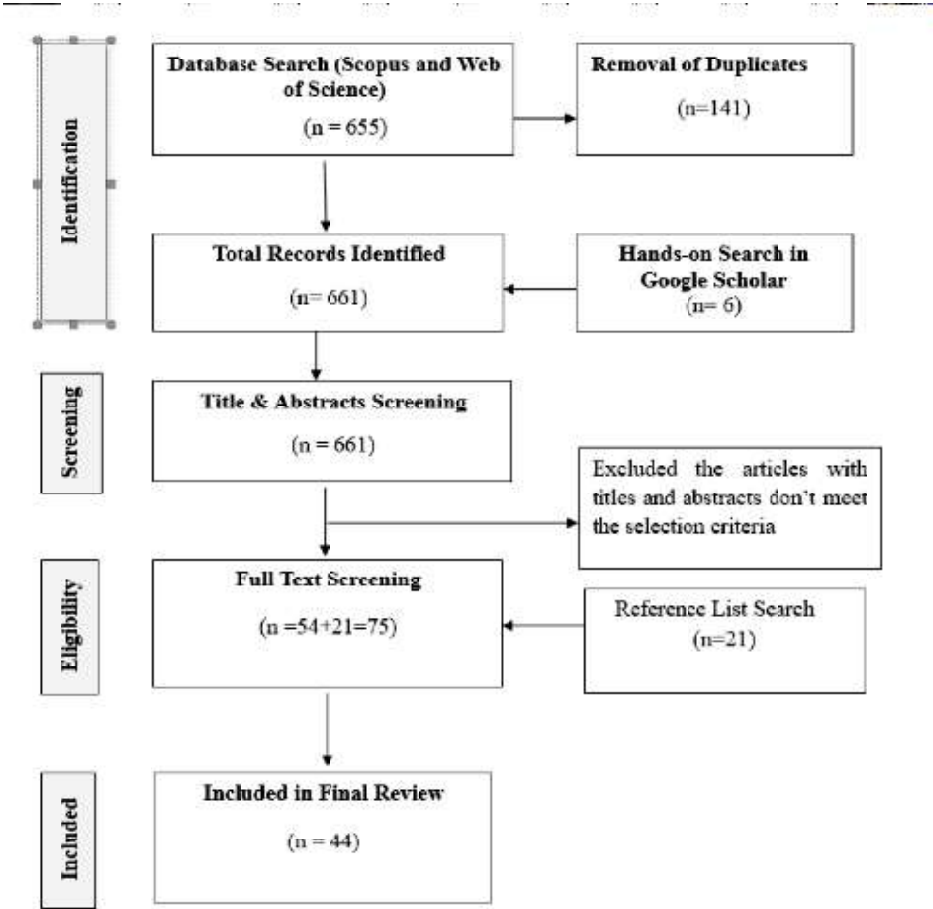 Identification
Database Search (Scopus and Web
of Science)
(n = 655)
Removal of Duplicates
(n=141)
Total Records Identified
(n= 661)
Hands-on Search in
Google Scholar
(n= 6)
Screening
Title & Abstracts Screening
(n = 661)
Excluded the articles with
titles and abstracts don't meet
the selection criteria
Eligibility
Full Text Screening
(n =54+21=75)
Reference List Search
(n=21)
Included
Included in Final Review
(n = 44)